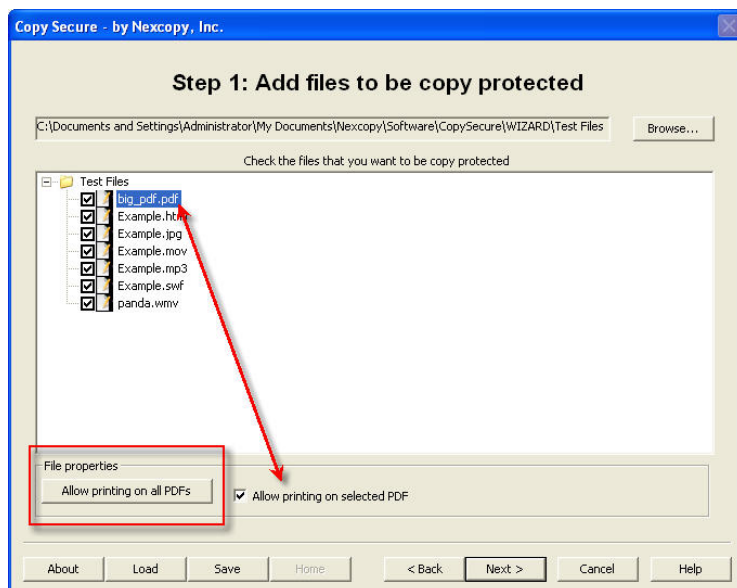 Copy Secure - by Nexcopy, Inc.
Step 1: Add files to be copy protected
C:\Documents and Settings\Administrator\My Documents\Nexcopy\Software\CopySecure\WIZARD\Test Files
Browse...
Check the files that you want to be copy protected
Test Files
big_pdf.pdf
Example.htm
Example.jpg
Example.mov
Example.mp3
Example.swf
panda.wmv
File properties
Allow printing on all PDFs
Allow printing on selected PDF
About Load Save Home < Back Next > Cancel Help